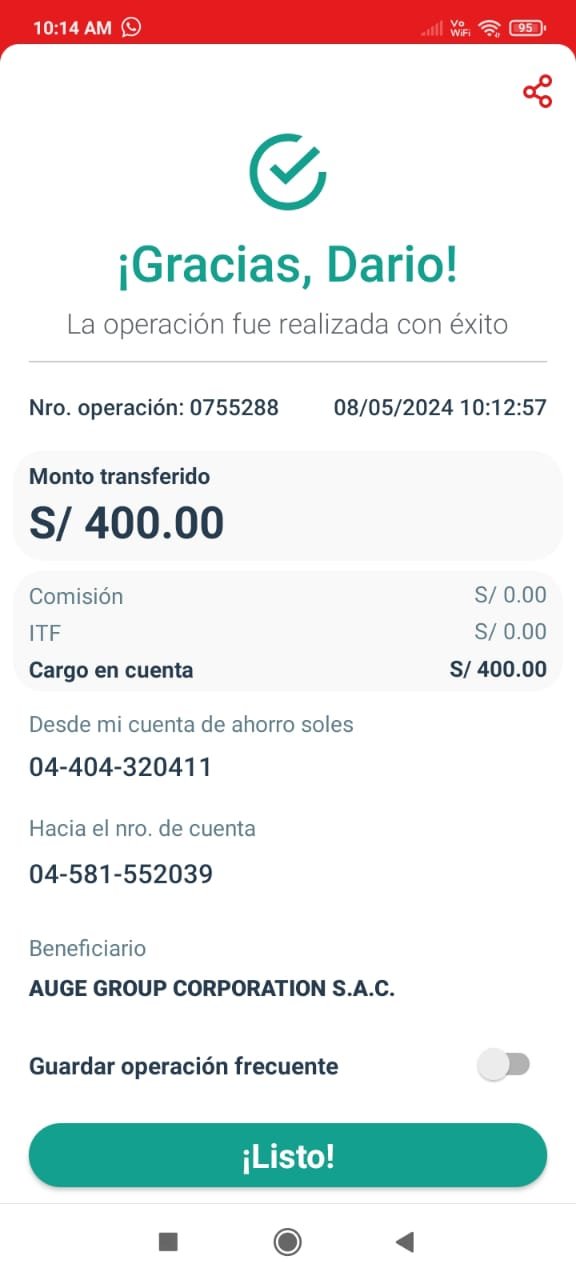 10:14 AM
Vo
WiFi
95
¡Gracias, Dario!
La operación fue realizada con éxito
Nro. operación: 0755288 08/05/2024 10:12:57
Monto transferido
S/ 400.00
Comisión S/ 0.00
ITF S/ 0.00
Cargo en cuenta S/ 400.00
Desde mi cuenta de ahorro soles
04-404-320411
Hacia el nro. de cuenta
04-581-552039
Beneficiario
AUGE GROUP CORPORATION S.A.C.
Guardar operación frecuente
¡Listo!